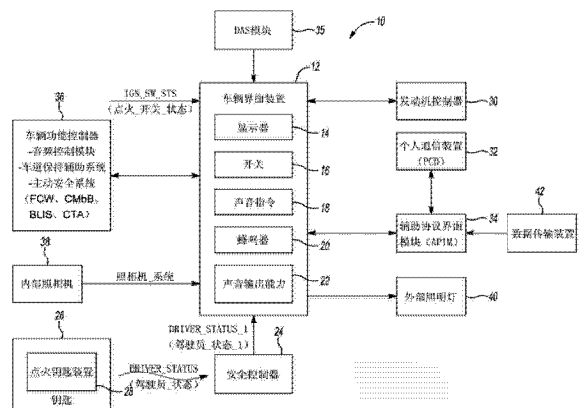 DAS模块
35
10
12
IGN_SW_STS
(点火_开关_状态)
36
车辆功能控制器
-音频控制模块
-车道保持辅助系统
-主动安全系统
(FCW、CMbB、
BLIS、CTA)
车辆界面装置
显示器
14
开关
16
声音指令
18
蜂鸣器
20
声音输出能力
22
发动机控制器
30
个人通信装置
(PCD)
32
辅助协议界面
模块(APIM)
34
42
数据传输装置
38
内部照相机
照相机_系统
外部照明灯
40
DRIVER_STATUS_1
(驾驶员_状态_1)
24
安全控制器
26
点火钥匙装置
28
钥匙
DRIVER_STATUS
(驾驶员_状态)